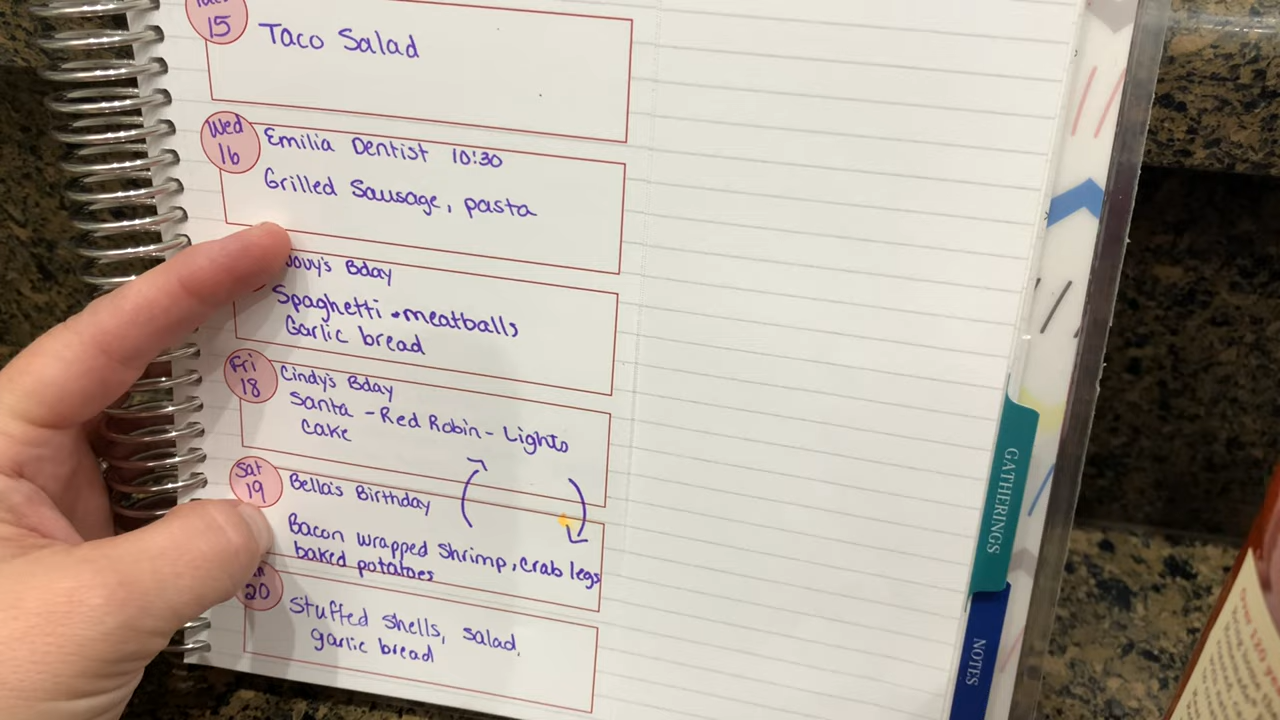 15
Taco Salad
Wed
16
Emilia Dentist 10:30
Grilled Sausage, pasta
Bday
Spaghetti & meatballs
Garlic bread
Fri
18
Cindy's Bday
Santa - Red Robin - Lights
cake
Sat
19
Bella's Birthday
Bacon wrapped shrimp, crab legs
baked potatoes
20
Stuffed shells, salad,
garlic bread
GATHERINGS
NOTES